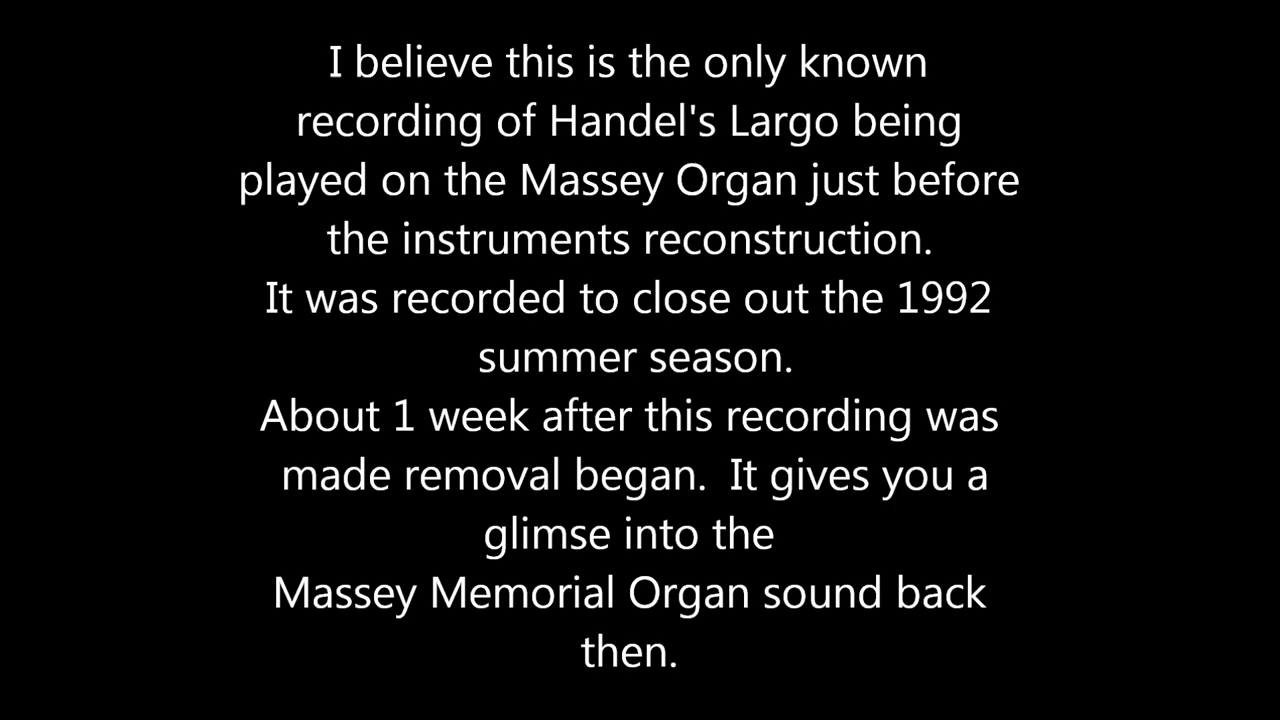 I believe this is the only known
recording of Handel's Largo being
played on the Massey Organ just before
the instruments reconstruction.
It was recorded to close out the 1992
summer season.
About 1 week after this recording was
made removal began.  It gives you a
glimse into the
Massey Memorial Organ sound back
then.